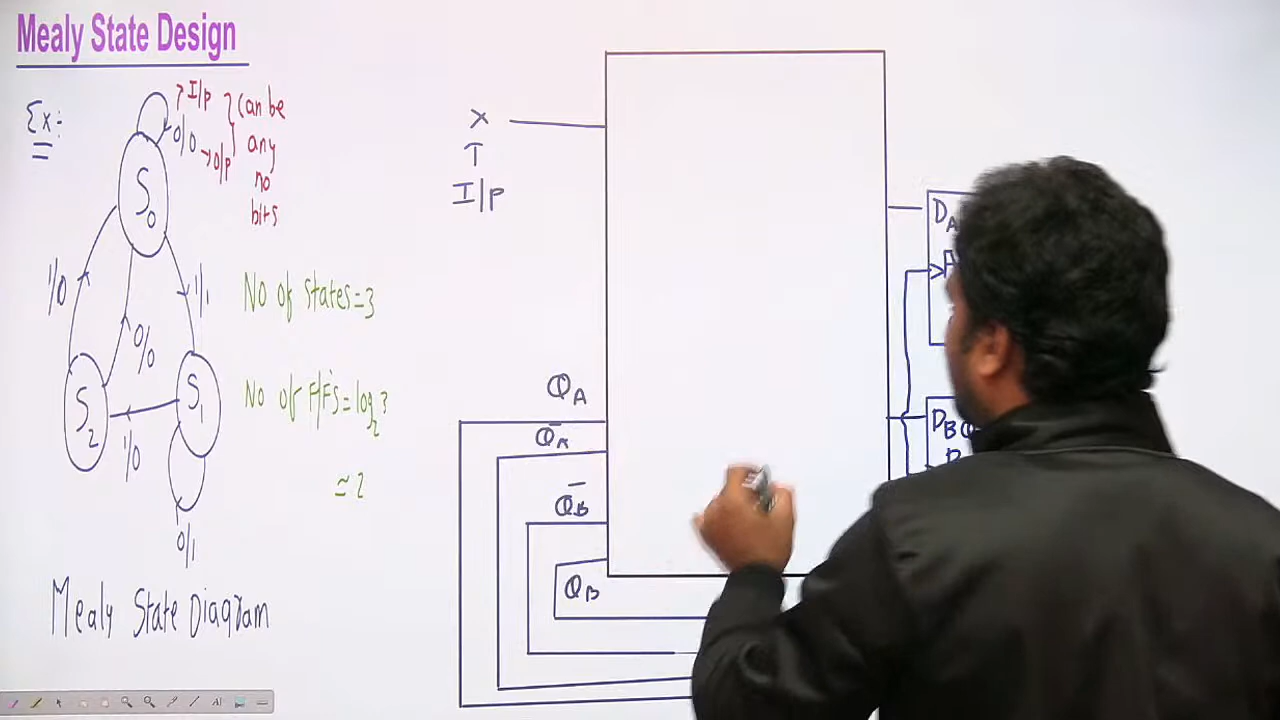 Mealy State Design
Ex:-
I/p
0/0
O/P
Can be
any
no
bits
S0
1/0
1/1
0/0
S2
S1
1/0
0/1
No of states=3
No of F/F's=log2 3
≃2
Mealy State Diagram
X
I/p
QA
Q̅A
Q̅B
QB
DA
DB